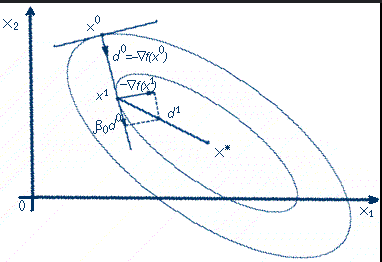 x₂
x⁰
d⁰=-∇f(x⁰)
-∇f(x¹)
x¹
d¹
β₀d⁰
x*
0
x₁